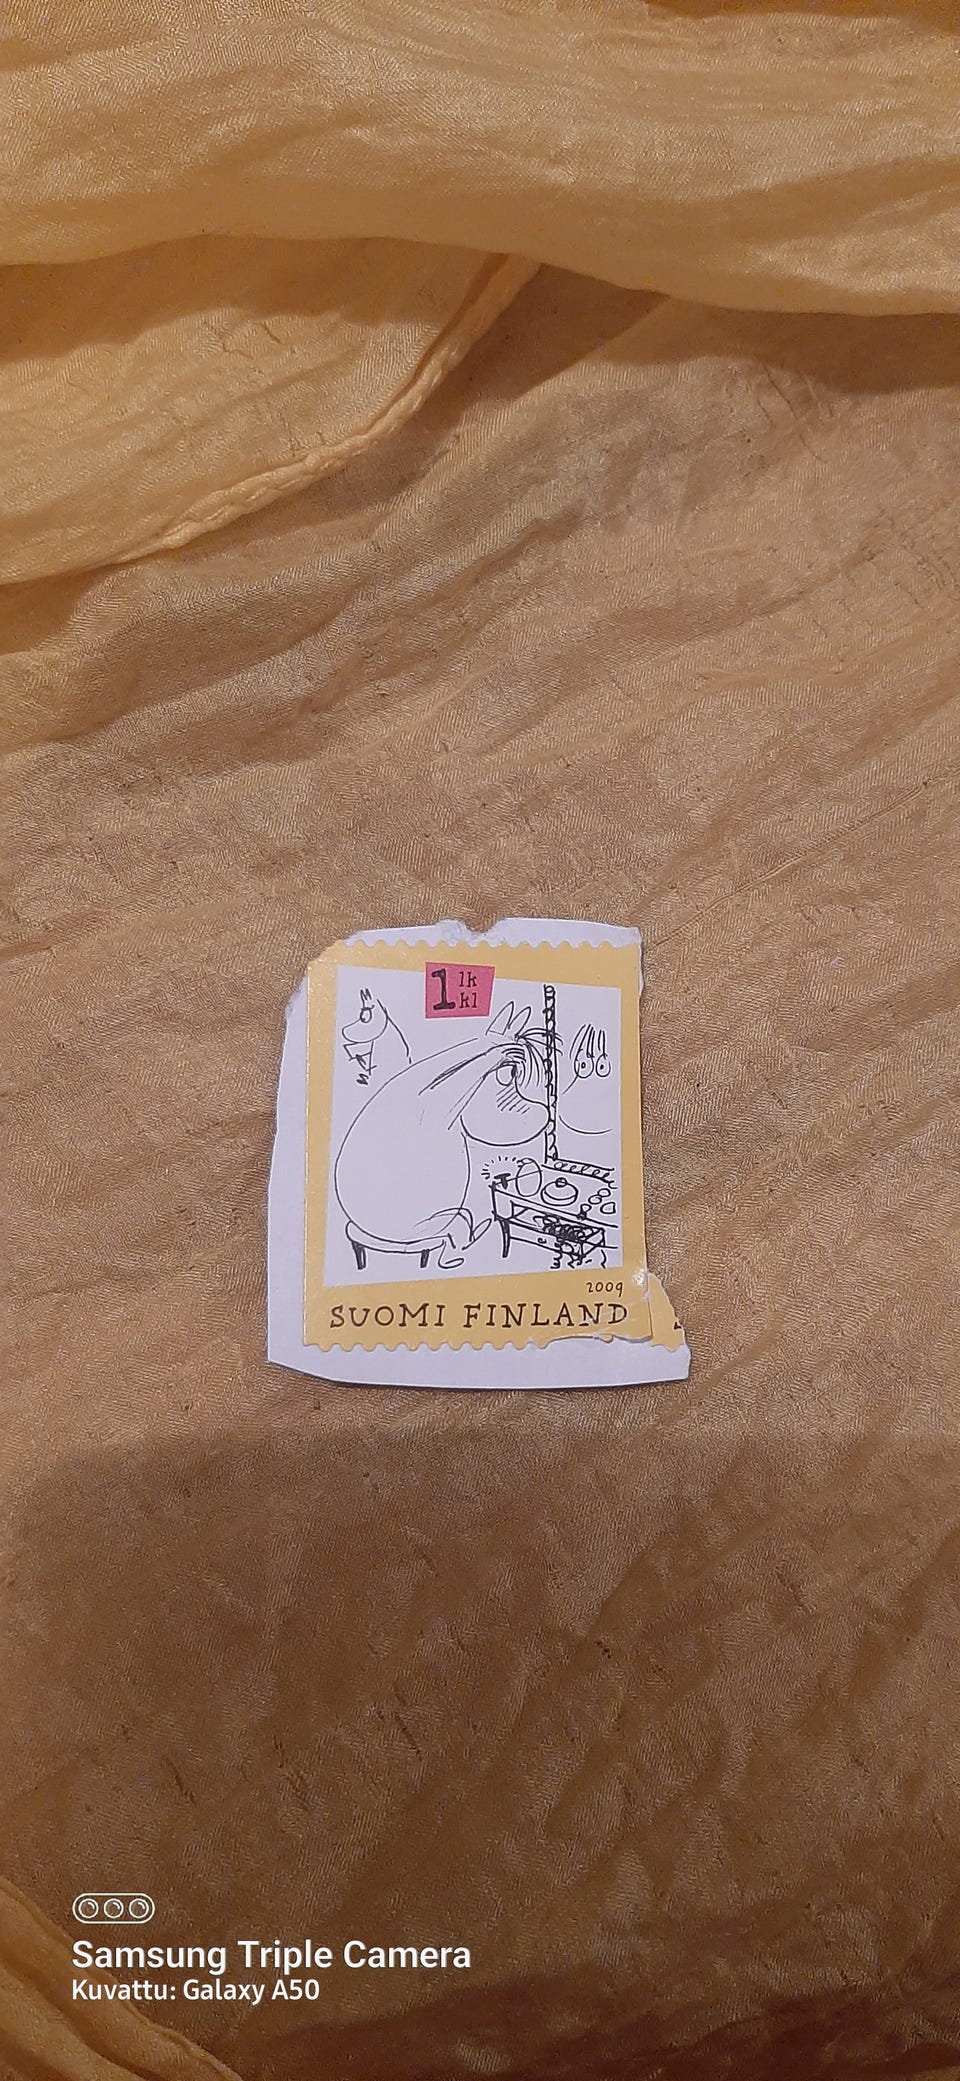 1 lk
kl
2009
SUOMI FINLAND
Samsung Triple Camera
Kuvattu: Galaxy A50